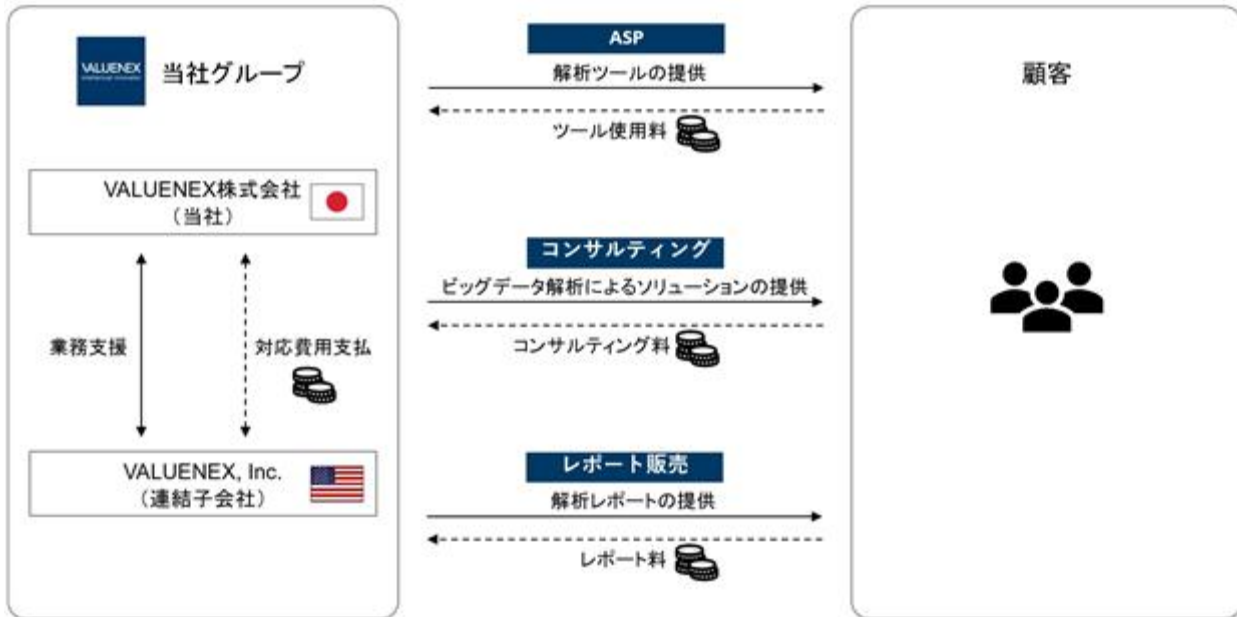 VALUENEX
当社グループ
VALUENEX株式会社
（当社）
業務支援
対応費用支払
VALUENEX, Inc.
（連結子会社）
ASP
解析ツールの提供
ツール使用料
コンサルティング
ビッグデータ解析によるソリューションの提供
コンサルティング料
レポート販売
解析レポートの提供
レポート料
顧客